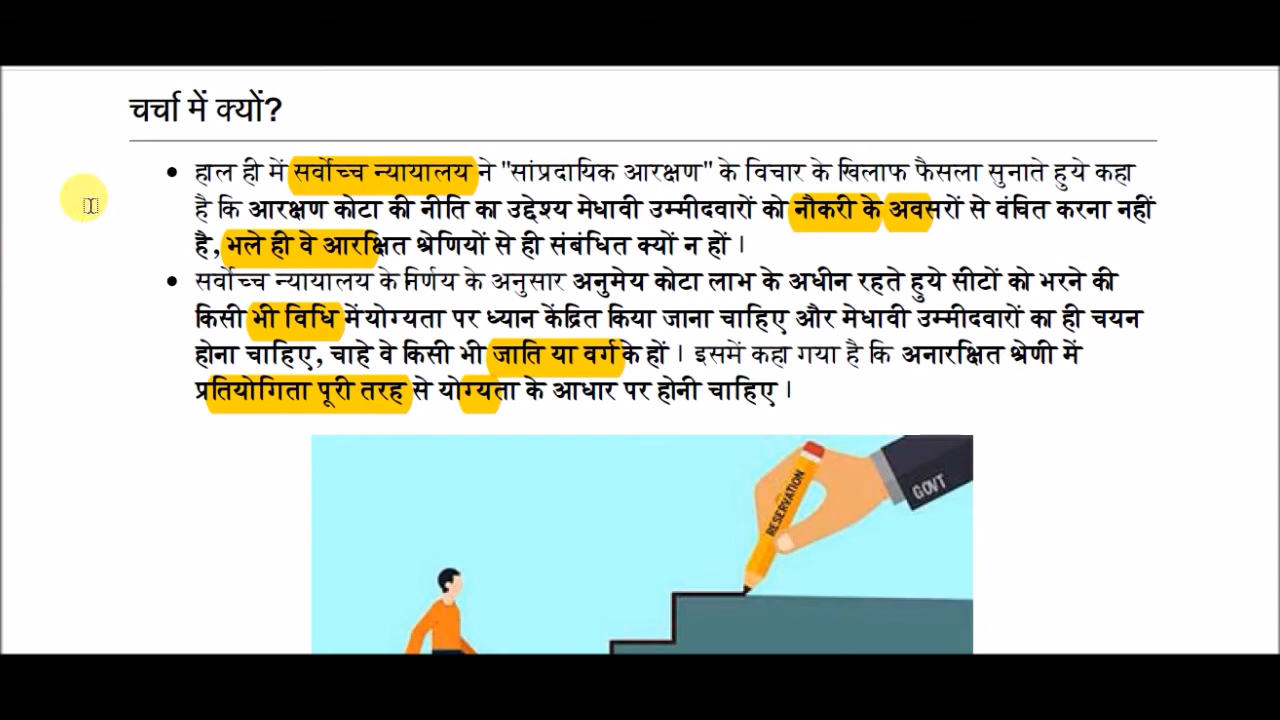 चर्चा में क्यों?
हाल ही में सर्वोच्च न्यायालय ने "सांप्रदायिक आरक्षण" के विचार के खिलाफ फैसला सुनाते हुये कहा
है कि आरक्षण कोटा की नीति का उद्देश्य मेधावी उम्मीदवारों को नौकरी के अवसरों से वंचित करना नहीं
है, भले ही वे आरक्षित श्रेणियों से ही संबंधित क्यों न हों।
सर्वोच्च न्यायालय के निर्णय के अनुसार अनुमेय कोटा लाभ के अधीन रहते हुये सीटों को भरने की
किसी भी विधि में योग्यता पर ध्यान केंद्रित किया जाना चाहिए और मेधावी उम्मीदवारों का ही चयन
होना चाहिए, चाहे वे किसी भी जाति या वर्ग के हों। इसमें कहा गया है कि अनारक्षित श्रेणी में
प्रतियोगिता पूरी तरह से योग्यता के आधार पर होनी चाहिए।
RESERVATION
GOVT